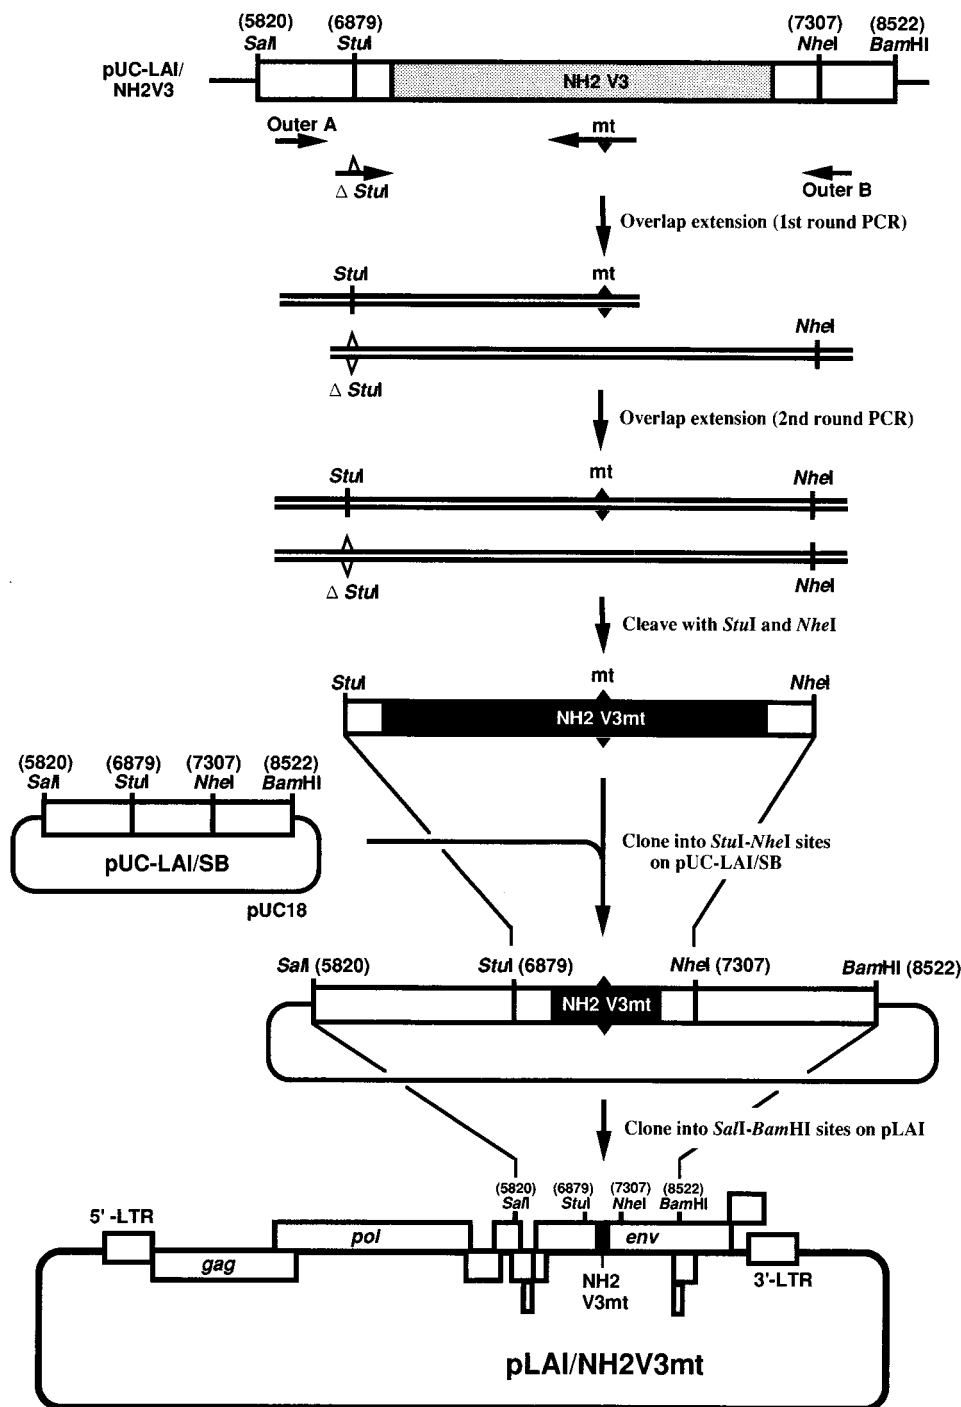 (5820) (6879) (7307) (8522)
SalI StuI NheI BamHI
pUC-LAI/
NH2V3
NH2 V3
Outer A
mt
Δ StuI
Outer B
Overlap extension (1st round PCR)
StuI mt
NheI
Δ StuI
Overlap extension (2nd round PCR)
StuI mt NheI
NheI
Δ StuI
Cleave with StuI and NheI
mt
StuI NheI
NH2 V3mt
(5820) (6879) (7307) (8522)
SalI StuI NheI BamHI
pUC-LAI/SB
pUC18
Clone into StuI-NheI sites
on pUC-LAI/SB
SalI (5820) StuI (6879) NheI (7307) BamHI (8522)
NH2 V3mt
Clone into SalI-BamHI sites on pLAI
(5820) (6879) (7307) (8522)
SalI StuI NheI BamHI
5' -LTR
pol env
gag
NH2
V3mt
3'-LTR
pLAI/NH2V3mt